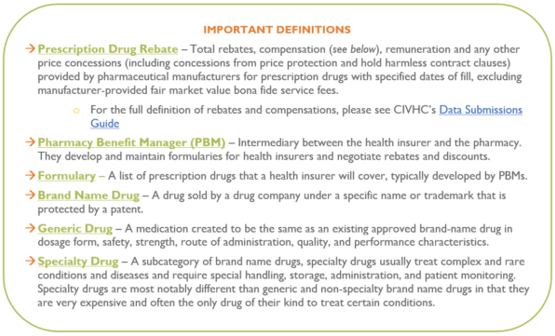 IMPORTANT DEFINITIONS
→ Prescription Drug Rebate – Total rebates, compensation (see below), remuneration and any other
price concessions (including concessions from price protection and hold harmless contract clauses)
provided by pharmaceutical manufacturers for prescription drugs with specified dates of fill, excluding
manufacturer-provided fair market value bona fide service fees.
o For the full definition of rebates and compensations, please see CIVHC's Data Submissions
Guide
→ Pharmacy Benefit Manager (PBM) – Intermediary between the health insurer and the pharmacy.
They develop and maintain formularies for health insurers and negotiate rebates and discounts.
→ Formulary – A list of prescription drugs that a health insurer will cover, typically developed by PBMs.
→ Brand Name Drug – A drug sold by a drug company under a specific name or trademark that is
protected by a patent.
→ Generic Drug – A medication created to be the same as an existing approved brand-name drug in
dosage form, safety, strength, route of administration, quality, and performance characteristics.
→ Specialty Drug – A subcategory of brand name drugs, specialty drugs usually treat complex and rare
conditions and diseases and require special handling, storage, administration, and patient monitoring.
Specialty drugs are most notably different than generic and non-specialty brand name drugs in that they
are very expensive and often the only drug of their kind to treat certain conditions.